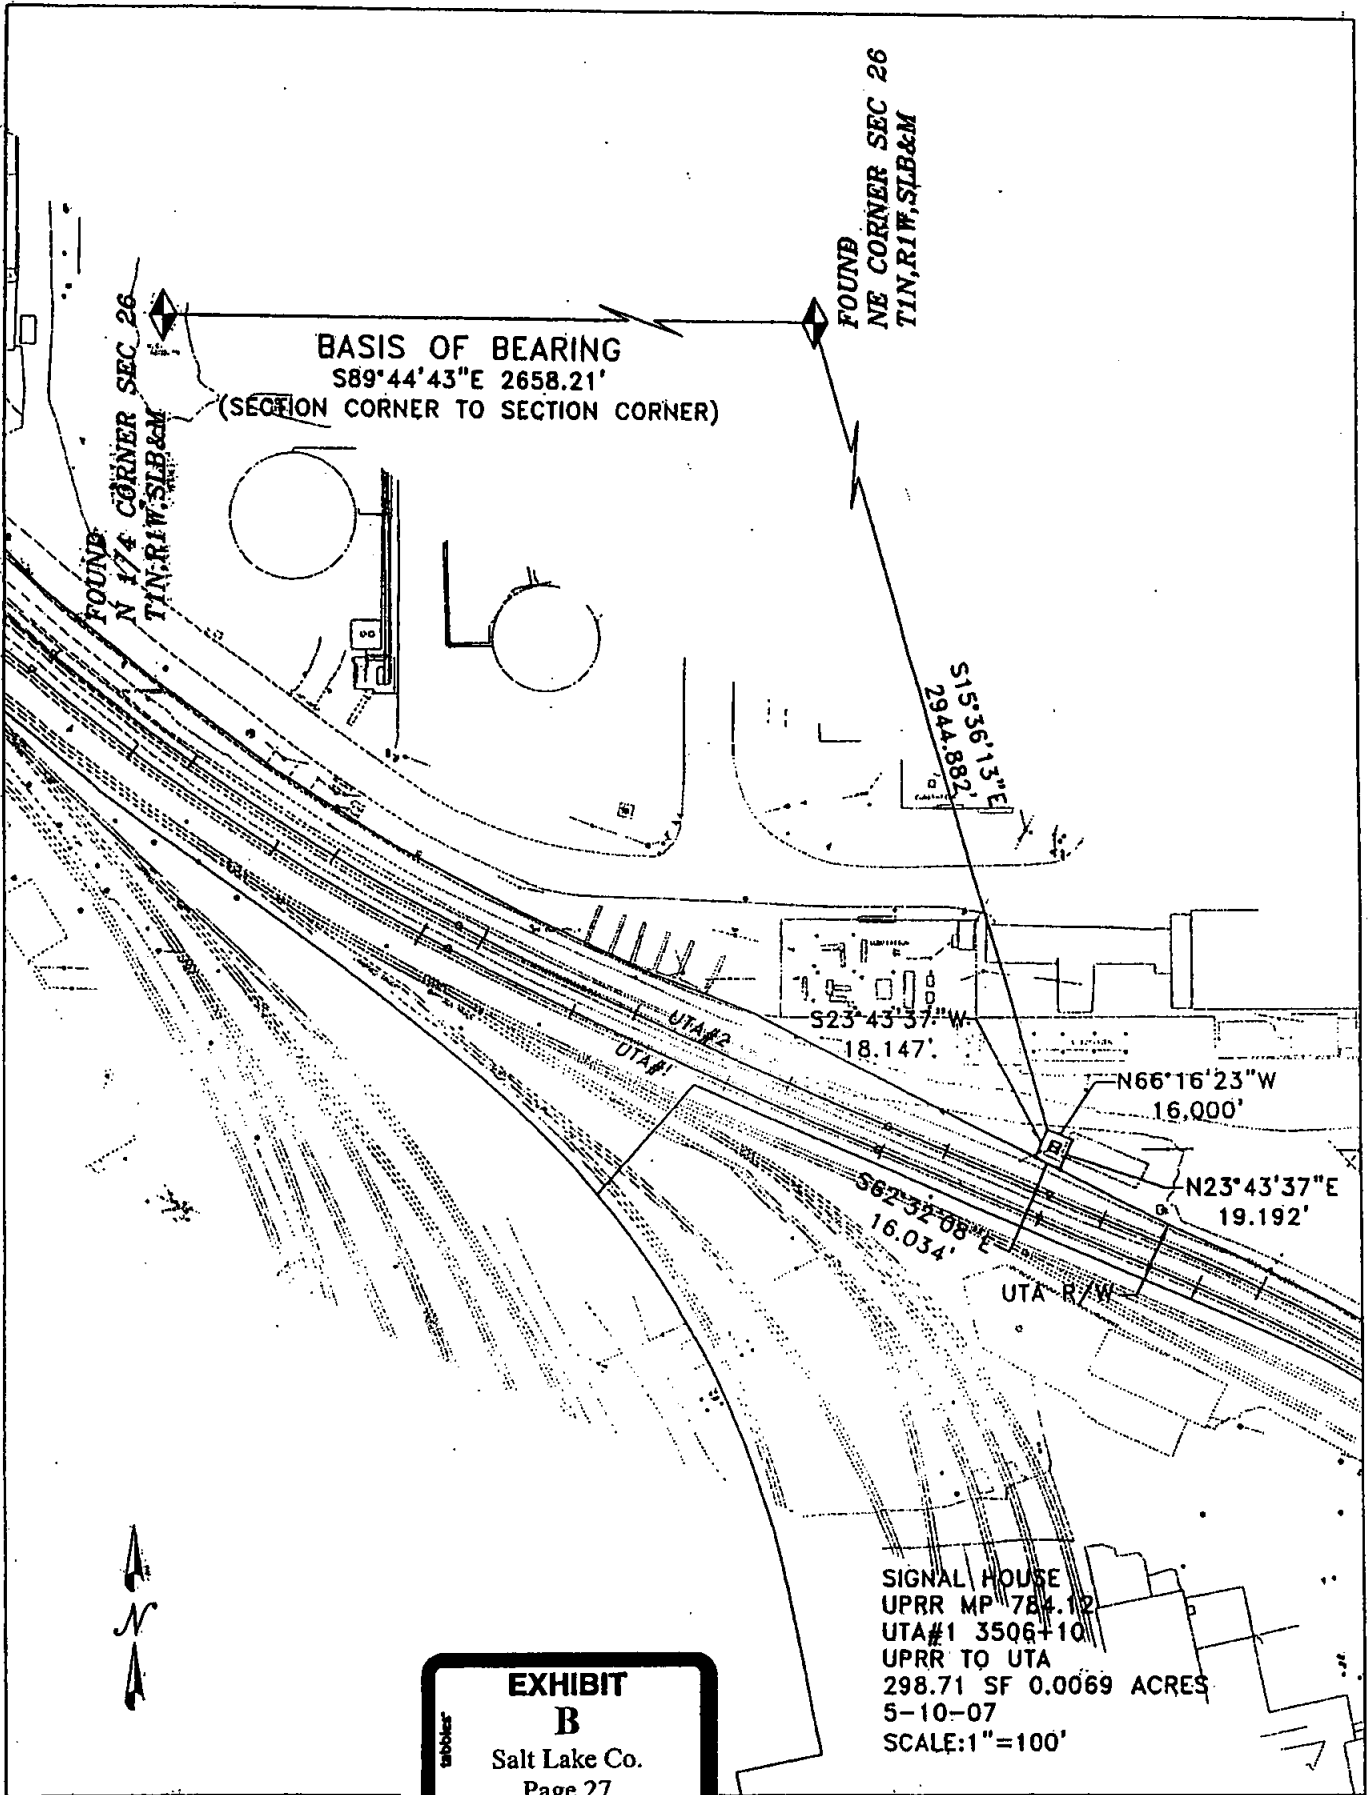 FOUND
NE CORNER SEC 26
T1N,R1W,SLB&M
FOUND
N 1/4 CORNER SEC 26
T1N,R1W,SLB&M
BASIS OF BEARING
S89°44'43"E 2658.21'
(SECTION CORNER TO SECTION CORNER)
S15°36'13"E
2944.882'
S23°43'37"W
18.147'
N66°16'23"W
16.000'
UTA#2
UTA#1
N23°43'37"E
19.192'
S62°32'08"E
16.034'
UTA R/W
SIGNAL HOUSE
UPRR MP 784.12
UTA#1 3506+10
UPRR TO UTA
298.71 SF 0.0069 ACRES
5-10-07
SCALE:1"=100'
N
tabbies
EXHIBIT
B
Salt Lake Co.
Page 27